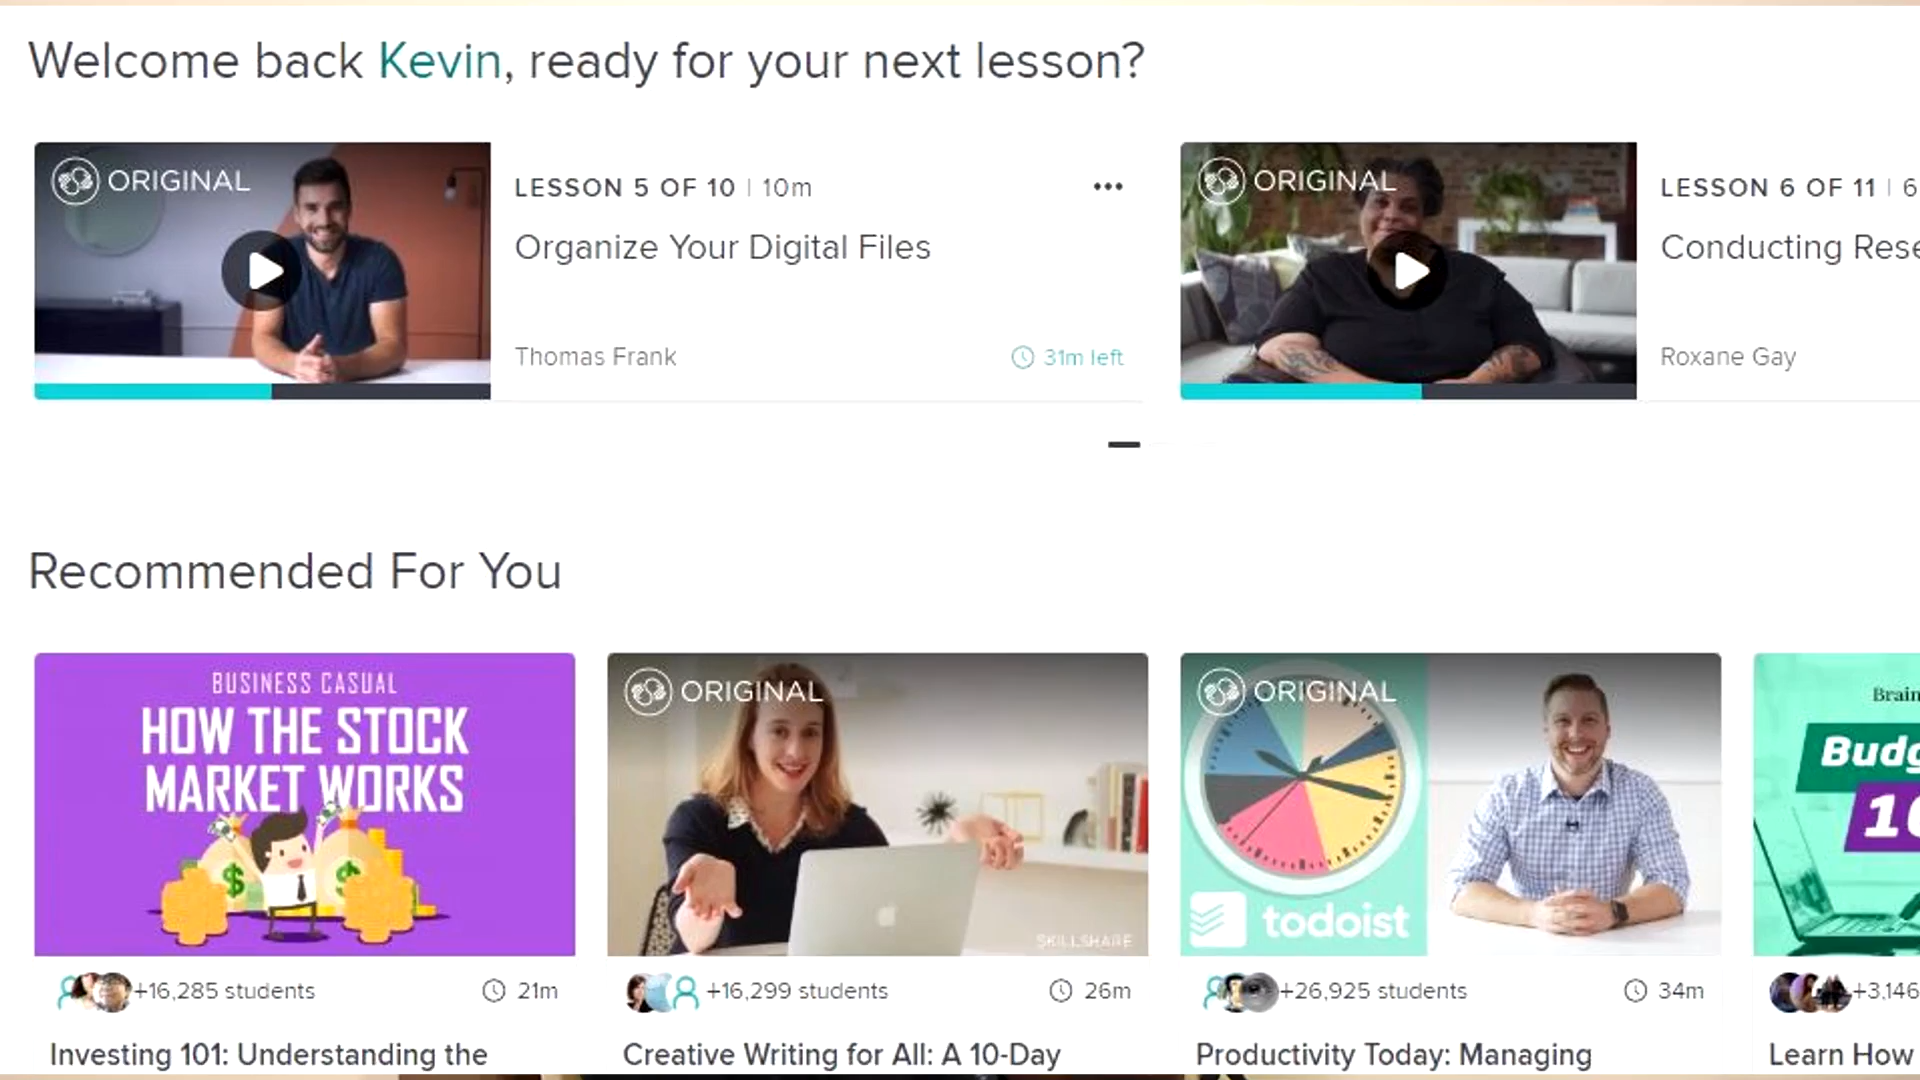 Welcome back Kevin, ready for your next lesson?
ORIGINAL
LESSON 5 OF 10 | 10m
Organize Your Digital Files
Thomas Frank
31m left
ORIGINAL
LESSON 6 OF 11 | 6
Conducting Rese
Roxane Gay
Recommended For You
BUSINESS CASUAL
HOW THE STOCK
MARKET WORKS
+16,285 students
21m
Investing 101: Understanding the
ORIGINAL
SKILLSHARE
+16,299 students
26m
Creative Writing for All: A 10-Day
ORIGINAL
todoist
+26,925 students
34m
Productivity Today: Managing
Brain
Budg
10
+3,146
Learn How